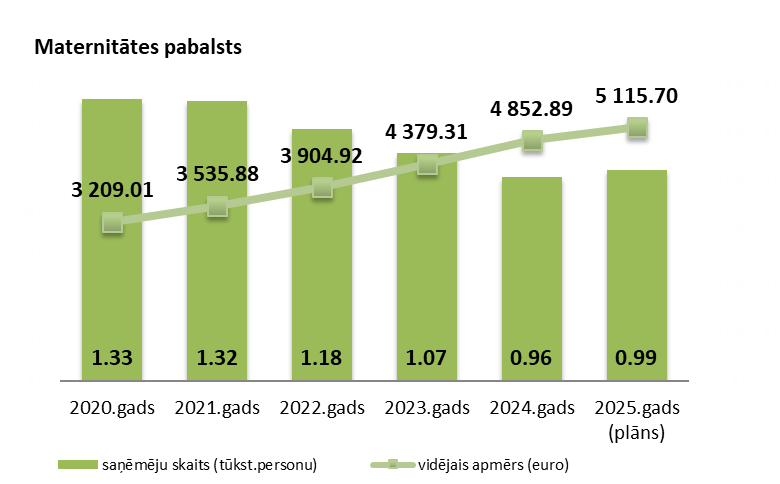 Maternitātes pabalsts
3 209.01
3 535.88
3 904.92
4 379.31
4 852.89
5 115.70
1.33
1.32
1.18
1.07
0.96
0.99
2020.gads
2021.gads
2022.gads
2023.gads
2024.gads
2025.gads
(plāns)
saņēmēju skaits (tūkst.personu)
vidējais apmērs (euro)